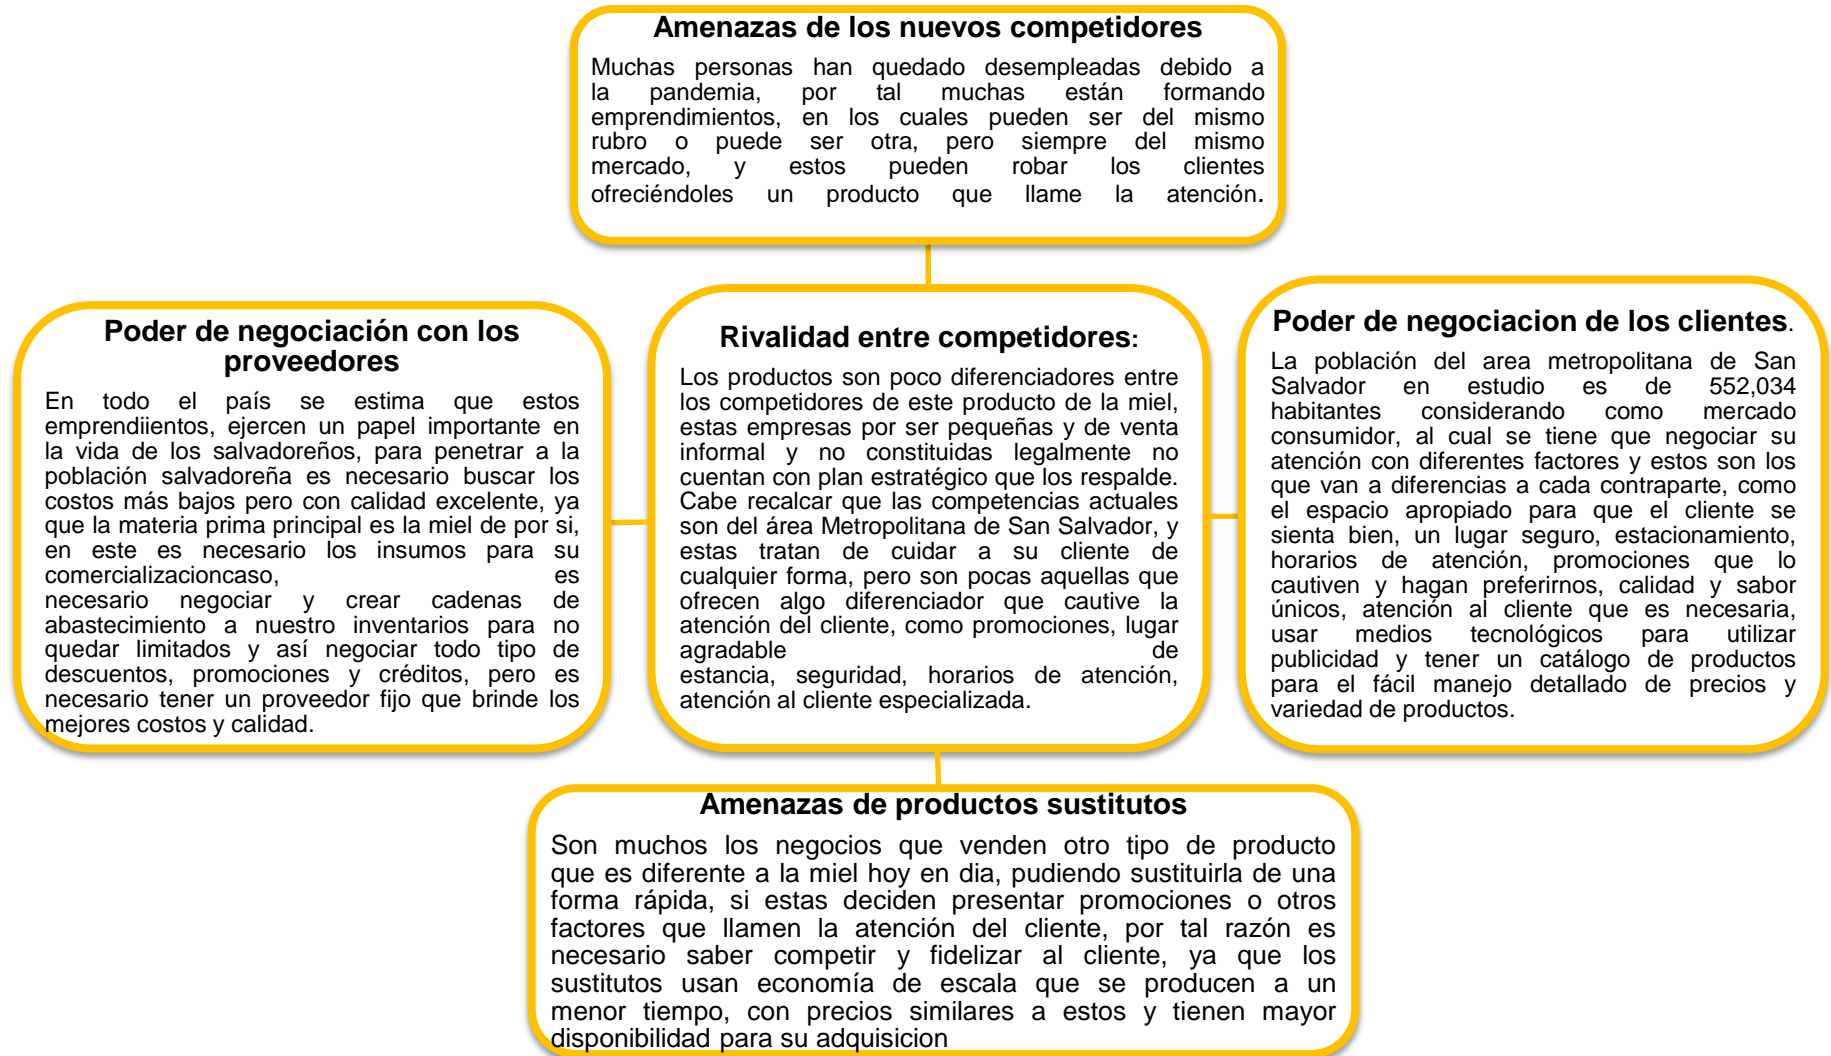 Amenazas de los nuevos competidores
Muchas personas han quedado desempleadas debido a
la pandemia, por tal muchas están formando
emprendimientos, en los cuales pueden ser del mismo
rubro o puede ser otra, pero siempre del mismo
mercado, y estos pueden robar los clientes
ofreciéndoles un producto que llame la atención.
Poder de negociación con los
proveedores
En todo el país se estima que estos
emprendiientos, ejercen un papel importante en
la vida de los salvadoreños, para penetrar a la
población salvadoreña es necesario buscar los
costos más bajos pero con calidad excelente, ya
que la materia prima principal es la miel de por si,
en este es necesario los insumos para su
comercializacioncaso, es
necesario negociar y crear cadenas de
abastecimiento a nuestro inventarios para no
quedar limitados y así negociar todo tipo de
descuentos, promociones y créditos, pero es
necesario tener un proveedor fijo que brinde los
mejores costos y calidad.
Rivalidad entre competidores:
Los productos son poco diferenciadores entre
los competidores de este producto de la miel,
estas empresas por ser pequeñas y de venta
informal y no constituidas legalmente no
cuentan con plan estratégico que los respalde.
Cabe recalcar que las competencias actuales
son del área Metropolitana de San Salvador, y
estas tratan de cuidar a su cliente de
cualquier forma, pero son pocas aquellas que
ofrecen algo diferenciador que cautive la
atención del cliente, como promociones, lugar
agradable de
estancia, seguridad, horarios de atención,
atención al cliente especializada.
Poder de negociacion de los clientes.
La población del area metropolitana de San
Salvador en estudio es de 552,034
habitantes considerando como mercado
consumidor, al cual se tiene que negociar su
atención con diferentes factores y estos son los
que van a diferencias a cada contraparte, como
el espacio apropiado para que el cliente se
sienta bien, un lugar seguro, estacionamiento,
horarios de atención, promociones que lo
cautiven y hagan preferirnos, calidad y sabor
únicos, atención al cliente que es necesaria,
usar medios tecnológicos para utilizar
publicidad y tener un catálogo de productos
para el fácil manejo detallado de precios y
variedad de productos.
Amenazas de productos sustitutos
Son muchos los negocios que venden otro tipo de producto
que es diferente a la miel hoy en dia, pudiendo sustituirla de una
forma rápida, si estas deciden presentar promociones o otros
factores que llamen la atención del cliente, por tal razón es
necesario saber competir y fidelizar al cliente, ya que los
sustitutos usan economía de escala que se producen a un
menor tiempo, con precios similares a estos y tienen mayor
disponibilidad para su adquisicion